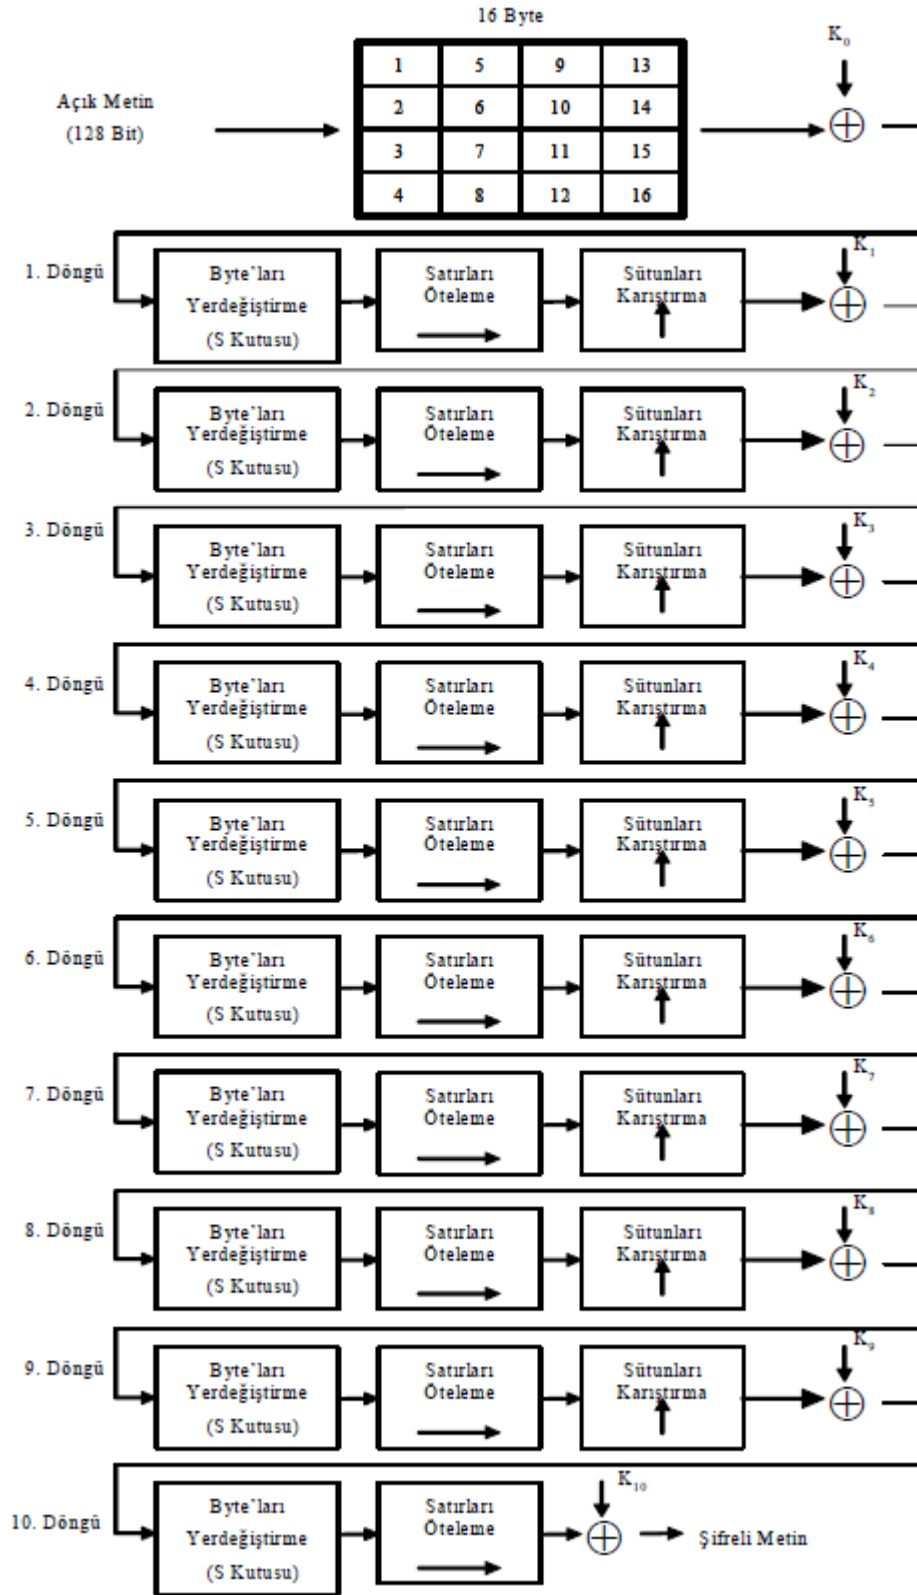 16 Byte
K0
1 5 9 13
Açık Metin
2 6 10 14
(128 Bit)
3 7 11 15
4 8 12 16
1. Döngü
Byte'ları
Yerdeğiştirme
(S Kutusu)
Satırları
Öteleme
Sütunları
Karıştırma
K1
2. Döngü
Byte'ları
Yerdeğiştirme
(S Kutusu)
Satırları
Öteleme
Sütunları
Karıştırma
K2
3. Döngü
Byte'ları
Yerdeğiştirme
(S Kutusu)
Satırları
Öteleme
Sütunları
Karıştırma
K3
4. Döngü
Byte'ları
Yerdeğiştirme
(S Kutusu)
Satırları
Öteleme
Sütunları
Karıştırma
K4
5. Döngü
Byte'ları
Yerdeğiştirme
(S Kutusu)
Satırları
Öteleme
Sütunları
Karıştırma
K5
6. Döngü
Byte'ları
Yerdeğiştirme
(S Kutusu)
Satırları
Öteleme
Sütunları
Karıştırma
K6
7. Döngü
Byte'ları
Yerdeğiştirme
(S Kutusu)
Satırları
Öteleme
Sütunları
Karıştırma
K7
8. Döngü
Byte'ları
Yerdeğiştirme
(S Kutusu)
Satırları
Öteleme
Sütunları
Karıştırma
K8
9. Döngü
Byte'ları
Yerdeğiştirme
(S Kutusu)
Satırları
Öteleme
Sütunları
Karıştırma
K9
10. Döngü
Byte'ları
Yerdeğiştirme
(S Kutusu)
Satırları
Öteleme
K10
Şifreli Metin